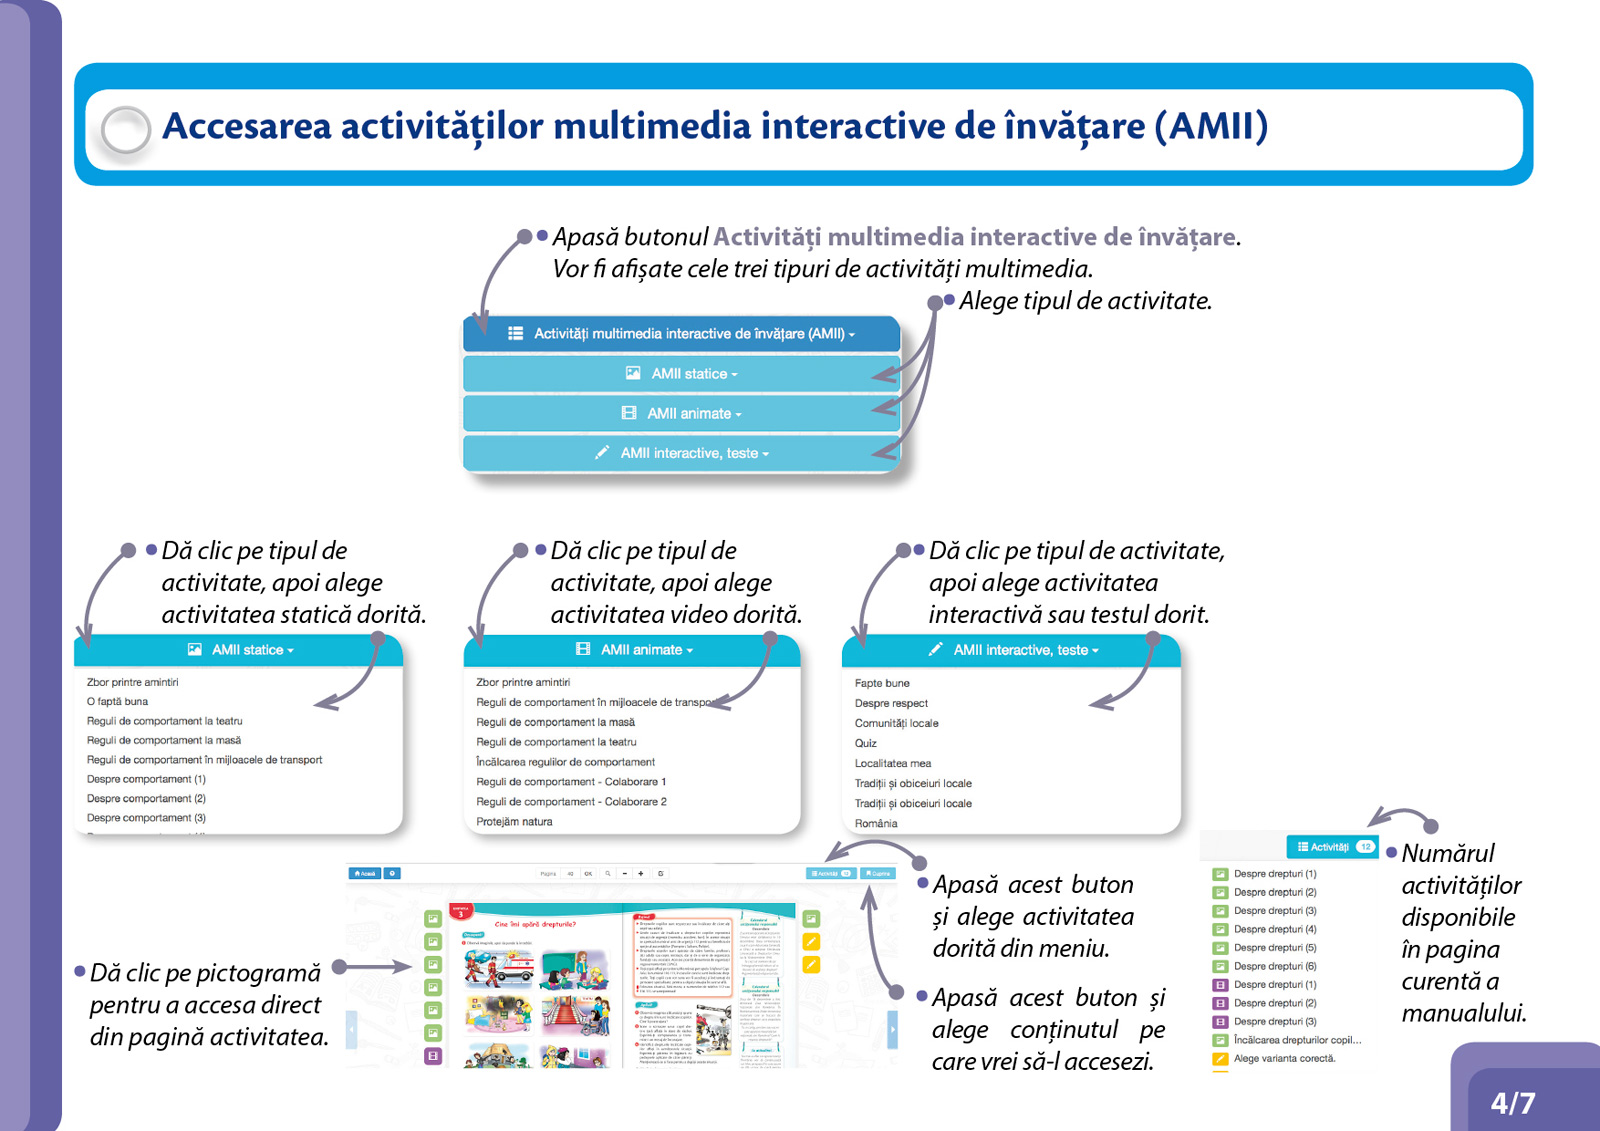 Accesarea activităților multimedia interactive de învățare (AMII)
• Apasă butonul Activități multimedia interactive de învățare.
Vor fi afișate cele trei tipuri de activități multimedia.
• Alege tipul de activitate.
Activități multimedia interactive de învățare (AMII)
AMII statice
AMII animate
AMII interactive, teste
• Dă clic pe tipul de
activitate, apoi alege
activitatea statică dorită.
AMII statice
Zbor printre amintiri
O faptă buna
Reguli de comportament la teatru
Reguli de comportament la masă
Reguli de comportament în mijloacele de transport
Despre comportament (1)
Despre comportament (2)
Despre comportament (3)
• Dă clic pe tipul de
activitate, apoi alege
activitatea video dorită.
AMII animate
Zbor printre amintiri
Reguli de comportament în mijloacele de transpo
Reguli de comportament la masă
Reguli de comportament la teatru
Încălcarea regulilor de comportament
Reguli de comportament - Colaborare 1
Reguli de comportament - Colaborare 2
Protejăm natura
• Dă clic pe tipul de activitate,
apoi alege activitatea
interactivă sau testul dorit.
AMII interactive, teste
Fapte bune
Despre respect
Comunități locale
Quiz
Localitatea mea
Tradiții și obiceiuri locale
Tradiții și obiceiuri locale
România
• Dă clic pe pictogramă
pentru a accesa direct
din pagină activitatea.
Acasă
Pagina 40 OK
Activități 12
Cuprins
3
Cine îmi apără drepturile?
• Apasă acest buton
și alege activitatea
dorită din meniu.
• Apasă acest buton și
alege conținutul pe
care vrei să-l accesezi.
Activități 12
Despre drepturi (1)
Despre drepturi (2)
Despre drepturi (3)
Despre drepturi (4)
Despre drepturi (5)
Despre drepturi (6)
Despre drepturi (1)
Despre drepturi (2)
Despre drepturi (3)
Încălcarea drepturilor copil...
Alege varianta corectă.
• Numărul
activităților
disponibile
în pagina
curentă a
manualului.
4/7